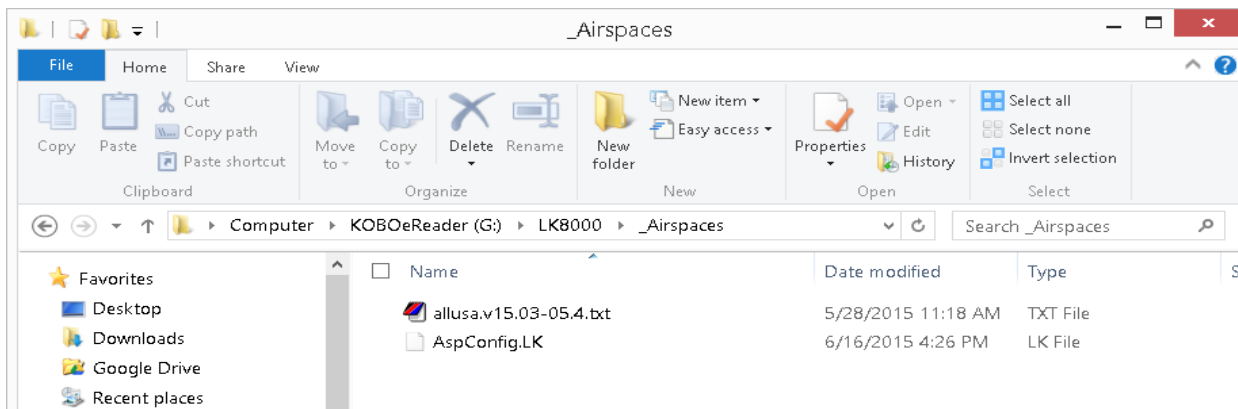 _Airspaces
File Home Share View
Copy
Paste
Cut
Copy path
Paste shortcut
Clipboard
Move to
Copy to
Delete
Rename
Organize
New folder
New item
Easy access
New
Properties
Open
Edit
History
Open
Select all
Select none
Invert selection
Select
Computer KOBOeReader (G:) LK8000 _Airspaces
Search _Airspaces
Favorites
Desktop
Downloads
Google Drive
Recent places
Name Date modified Type S
allusa.v15.03-05.4.txt 5/28/2015 11:18 AM TXT File
AspConfig.LK 6/16/2015 4:26 PM LK File